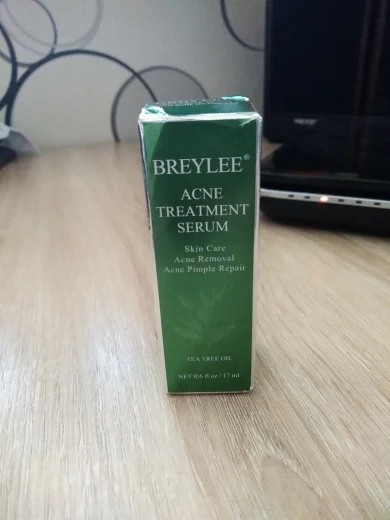 BREYLEE®
ACNE
TREATMENT
SERUM
Skin Care
Acne Removal
Acne Pimple Repair
TEA TREE OIL
NET:0.6 fl oz / 17 ml